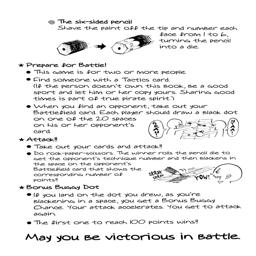 The six-sided pencil
Shave the paint off the tip and number each
face from 1 to 6,
turning the pencil
into a die.
★ Prepare for Battle!
• This game is for two or more people
• Find someone with a Tactics card.
(If the person doesn't own this book, be a good
sport and let him or her copy yours. Sharing good
times is part of true pirate spirit.)
• When you find an opponent, take out your
Battlefield card. Each player should draw a black dot
on one of the 20 spaces
on his or her opponent's
card.
★ Attack!!
• Take out your cards and attack!!
• Do rock-paper-scissors. The winner rolls the pencil die to
get the opponent's technique number and then blackens in
the space on the opponent's
Battlefield card that shows the
corresponding number of
points!!
★ Bonus Buggy Dot
• If you land on the dot you drew, as you're
blackening in a space, you get a Bonus Buggy
Change. Your attack accelerates. You get to attack
again.
• The first one to reach 100 points wins!!
May you be victorious in battle.